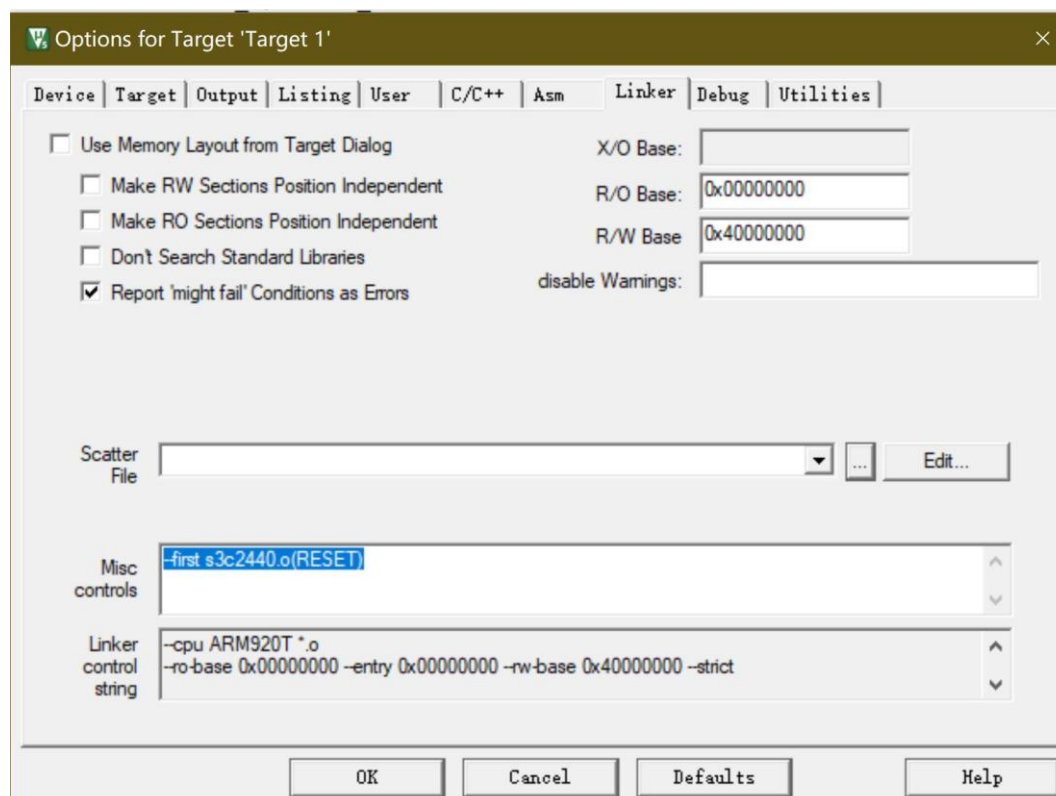 Options for Target 'Target 1'
Device Target Output Listing User C/C++ Asm Linker Debug Utilities
Use Memory Layout from Target Dialog
Make RW Sections Position Independent
Make RO Sections Position Independent
Don't Search Standard Libraries
Report 'might fail' Conditions as Errors
X/O Base:
R/O Base: 0x00000000
R/W Base 0x40000000
disable Warnings:
Scatter
File
... Edit...
Misc
controls
--first s3c2440.o(RESET)
Linker
control
string
--cpu ARM920T *.o
--ro-base 0x00000000 --entry 0x00000000 --rw-base 0x40000000 --strict
OK Cancel Defaults Help